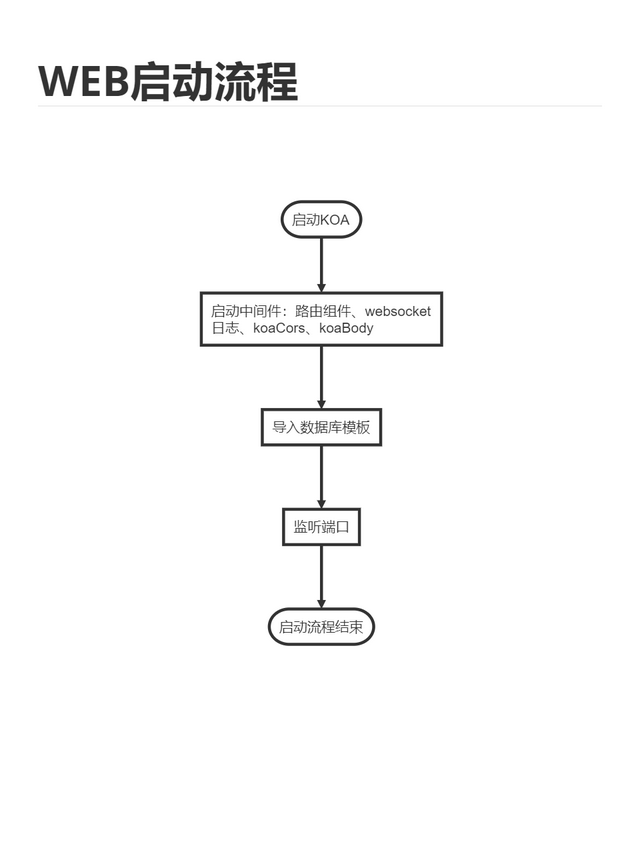 WEB启动流程
启动KOA
启动中间件：路由组件、websocket
日志、koaCors、koaBody
导入数据库模板
监听端口
启动流程结束